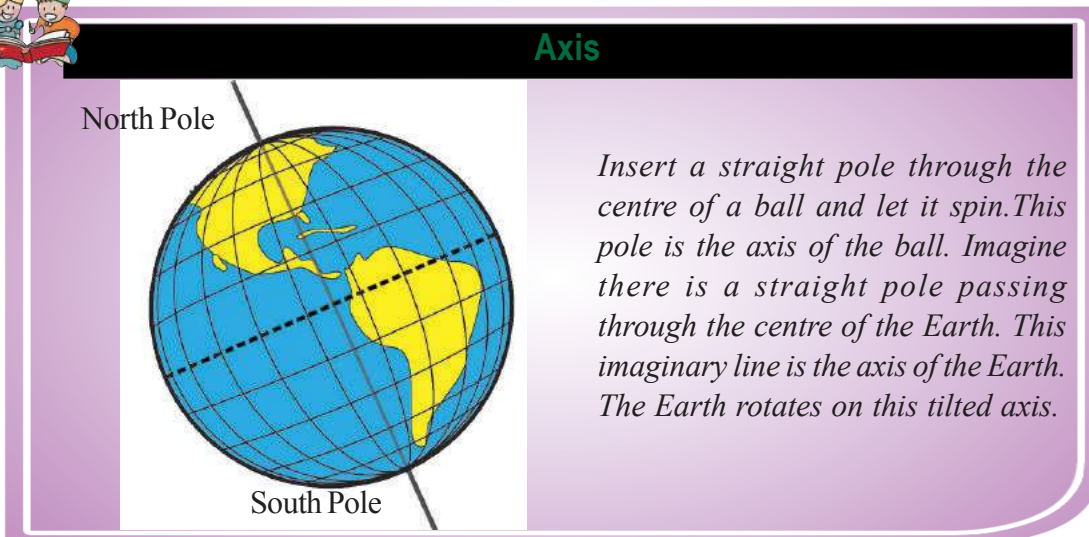 Axis
North Pole
Insert a straight pole through the
centre of a ball and let it spin.This
pole is the axis of the ball. Imagine
there is a straight pole passing
through the centre of the Earth. This
imaginary line is the axis of the Earth.
The Earth rotates on this tilted axis.
South Pole